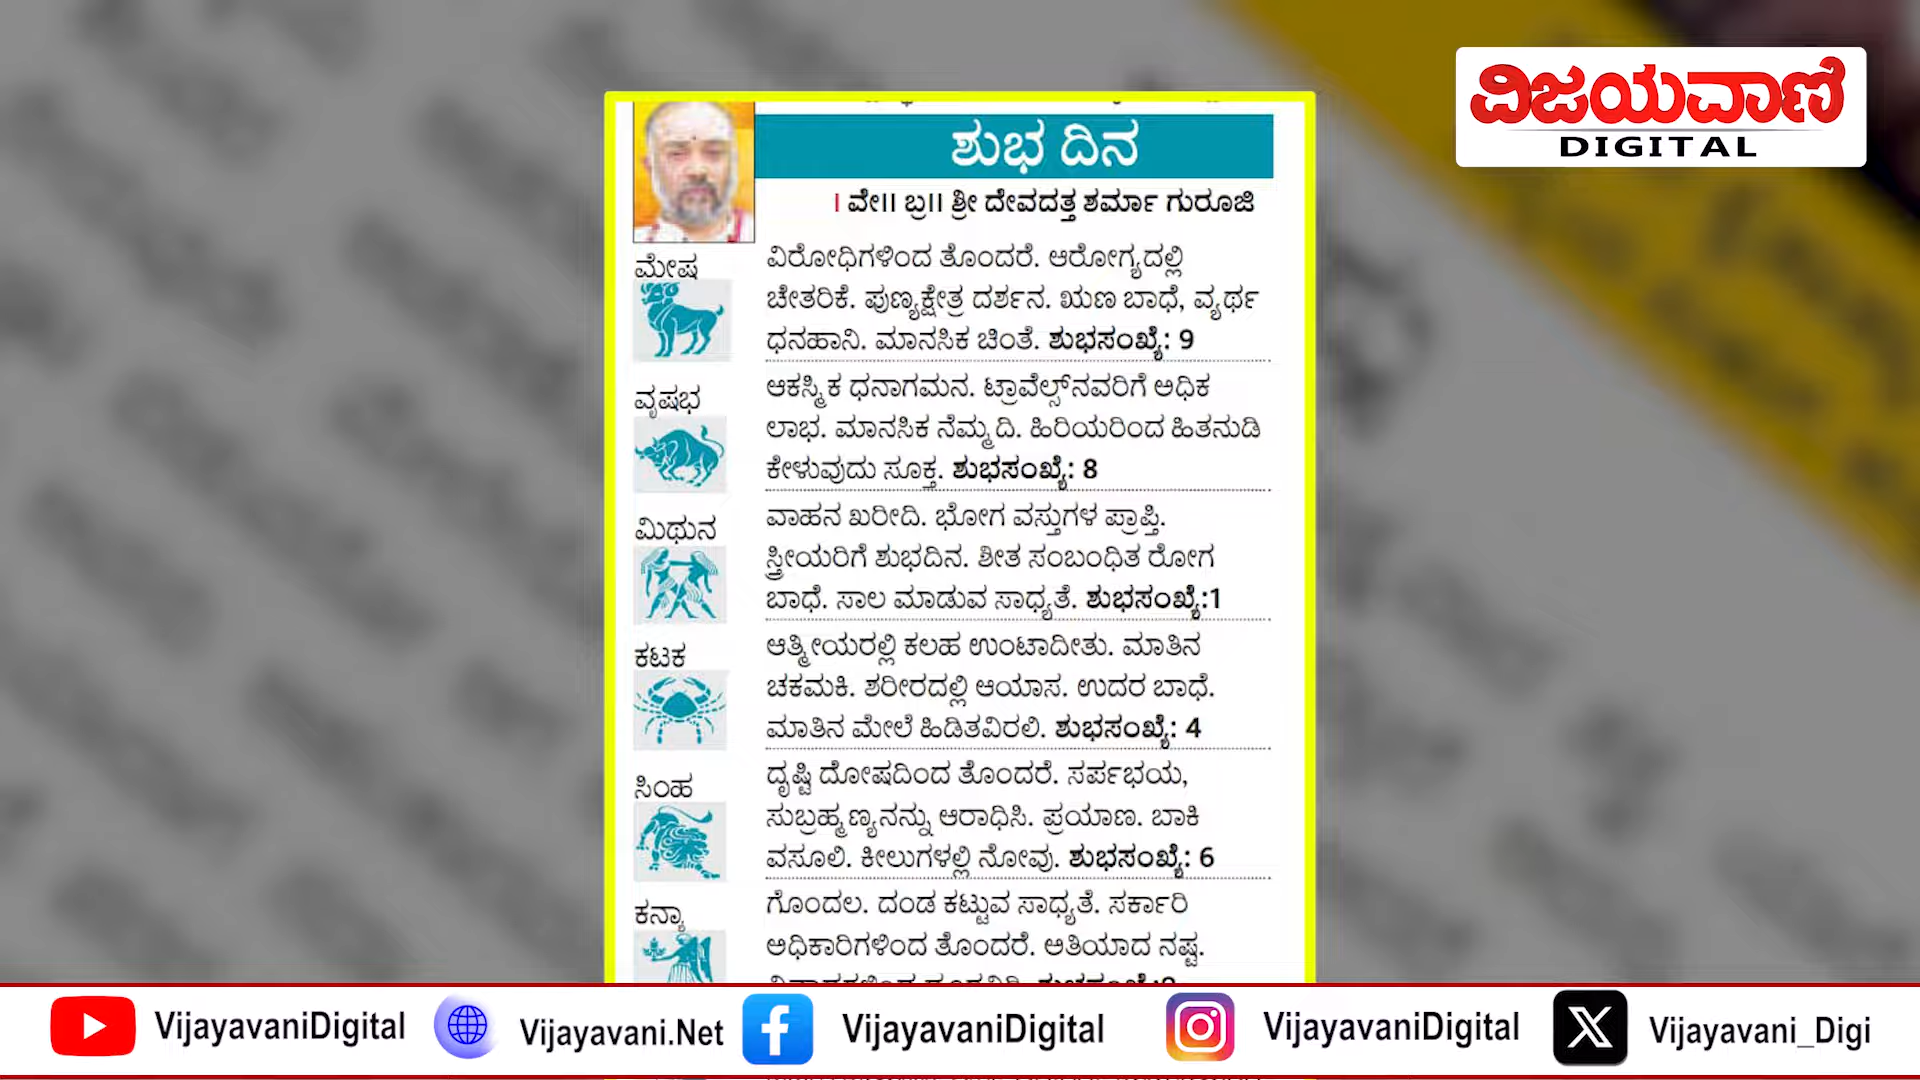 ವಿಜಯವಾಣಿ
DIGITAL
ಶುಭ ದಿನ
। ವೇ॥ ಬ್ರ॥ ಶ್ರೀ ದೇವದತ್ತ ಶರ್ಮಾ ಗುರೂಜಿ
ಮೇಷ
ವಿರೋಧಿಗಳಿಂದ ತೊಂದರೆ. ಆರೋಗ್ಯದಲ್ಲಿ
ಚೇತರಿಕೆ. ಪುಣ್ಯಕ್ಷೇತ್ರ ದರ್ಶನ. ಋಣ ಬಾಧೆ, ವ್ಯರ್ಥ
ಧನಹಾನಿ. ಮಾನಸಿಕ ಚಿಂತೆ. ಶುಭಸಂಖ್ಯೆ: 9
ವೃಷಭ
ಆಕಸ್ಮಿಕ ಧನಾಗಮನ. ಟ್ರಾವೆಲ್ಸ್‌ನವರಿಗೆ ಅಧಿಕ
ಲಾಭ. ಮಾನಸಿಕ ನೆಮ್ಮದಿ. ಹಿರಿಯರಿಂದ ಹಿತನುಡಿ
ಕೇಳುವುದು ಸೂಕ್ತ. ಶುಭಸಂಖ್ಯೆ: 8
ಮಿಥುನ
ವಾಹನ ಖರೀದಿ. ಭೋಗ ವಸ್ತುಗಳ ಪ್ರಾಪ್ತಿ.
ಸ್ತ್ರೀಯರಿಗೆ ಶುಭದಿನ. ಶೀತ ಸಂಬಂಧಿತ ರೋಗ
ಬಾಧೆ. ಸಾಲ ಮಾಡುವ ಸಾಧ್ಯತೆ. ಶುಭಸಂಖ್ಯೆ:1
ಕಟಕ
ಆತ್ಮೀಯರಲ್ಲಿ ಕಲಹ ಉಂಟಾದೀತು. ಮಾತಿನ
ಚಕಮಕಿ. ಶರೀರದಲ್ಲಿ ಆಯಾಸ. ಉದರ ಬಾಧೆ.
ಮಾತಿನ ಮೇಲೆ ಹಿಡಿತವಿರಲಿ. ಶುಭಸಂಖ್ಯೆ: 4
ಸಿಂಹ
ದೃಷ್ಟಿ ದೋಷದಿಂದ ತೊಂದರೆ. ಸರ್ಪಭಯ,
ಸುಬ್ರಹ್ಮಣ್ಯನನ್ನು ಆರಾಧಿಸಿ. ಪ್ರಯಾಣ. ಬಾಕಿ
ವಸೂಲಿ. ಕೀಲುಗಳಲ್ಲಿ ನೋವು. ಶುಭಸಂಖ್ಯೆ: 6
ಕನ್ಯಾ
ಗೊಂದಲ. ದಂಡ ಕಟ್ಟುವ ಸಾಧ್ಯತೆ. ಸರ್ಕಾರಿ
ಅಧಿಕಾರಿಗಳಿಂದ ತೊಂದರೆ. ಅತಿಯಾದ ನಷ್ಟ.
VijayavaniDigital
Vijayavani.Net
VijayavaniDigital
VijayavaniDigital
Vijayavani_Digi